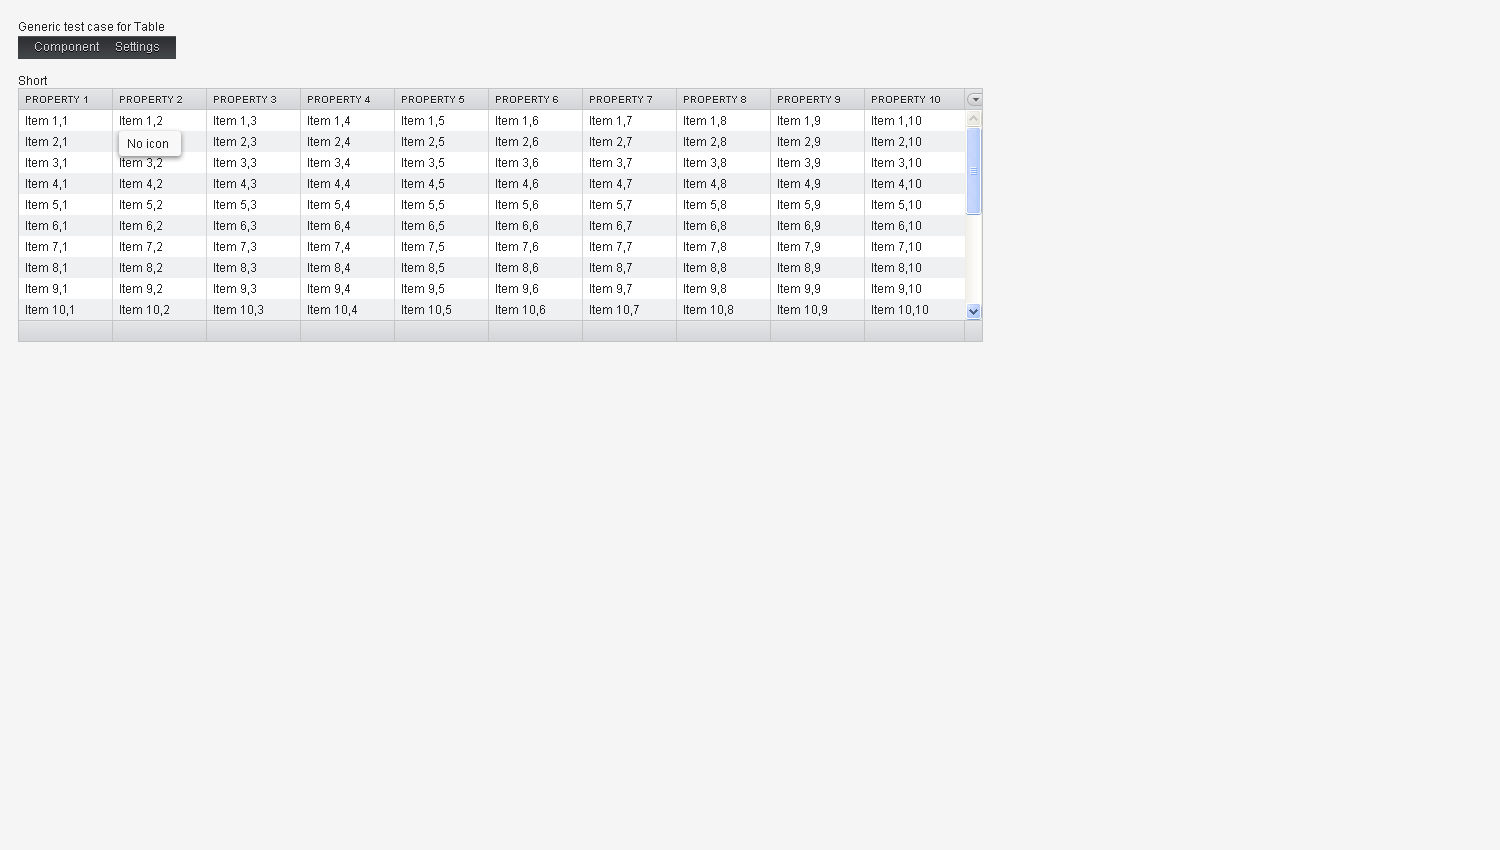 Generic test case for Table
Component Settings
Short
PROPERTY 1 PROPERTY 2 PROPERTY 3 PROPERTY 4 PROPERTY 5 PROPERTY 6 PROPERTY 7 PROPERTY 8 PROPERTY 9 PROPERTY 10
Item 1,1 Item 1,2 Item 1,3 Item 1,4 Item 1,5 Item 1,6 Item 1,7 Item 1,8 Item 1,9 Item 1,10
Item 2,1 No icon Item 2,3 Item 2,4 Item 2,5 Item 2,6 Item 2,7 Item 2,8 Item 2,9 Item 2,10
Item 3,1 Item 3,2 Item 3,3 Item 3,4 Item 3,5 Item 3,6 Item 3,7 Item 3,8 Item 3,9 Item 3,10
Item 4,1 Item 4,2 Item 4,3 Item 4,4 Item 4,5 Item 4,6 Item 4,7 Item 4,8 Item 4,9 Item 4,10
Item 5,1 Item 5,2 Item 5,3 Item 5,4 Item 5,5 Item 5,6 Item 5,7 Item 5,8 Item 5,9 Item 5,10
Item 6,1 Item 6,2 Item 6,3 Item 6,4 Item 6,5 Item 6,6 Item 6,7 Item 6,8 Item 6,9 Item 6,10
Item 7,1 Item 7,2 Item 7,3 Item 7,4 Item 7,5 Item 7,6 Item 7,7 Item 7,8 Item 7,9 Item 7,10
Item 8,1 Item 8,2 Item 8,3 Item 8,4 Item 8,5 Item 8,6 Item 8,7 Item 8,8 Item 8,9 Item 8,10
Item 9,1 Item 9,2 Item 9,3 Item 9,4 Item 9,5 Item 9,6 Item 9,7 Item 9,8 Item 9,9 Item 9,10
Item 10,1 Item 10,2 Item 10,3 Item 10,4 Item 10,5 Item 10,6 Item 10,7 Item 10,8 Item 10,9 Item 10,10